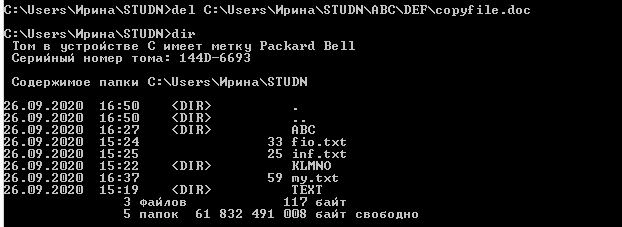 C:\Users\Ирина\STUDN>del C:\Users\Ирина\STUDN\ABC\DEF\copyfile.doc
C:\Users\Ирина\STUDN>dir
Том в устройстве C имеет метку Packard Bell
Серийный номер тома: 144D-6693
Содержимое папки C:\Users\Ирина\STUDN
26.09.2020 16:50 <DIR> .
26.09.2020 16:50 <DIR> ..
26.09.2020 16:27 <DIR> ABC
26.09.2020 15:24 33 fio.txt
26.09.2020 15:25 25 inf.txt
26.09.2020 15:22 <DIR> KLMNO
26.09.2020 16:37 59 my.txt
26.09.2020 15:19 <DIR> TEXT
3 файлов 117 байт
5 папок 61 832 491 008 байт свободно